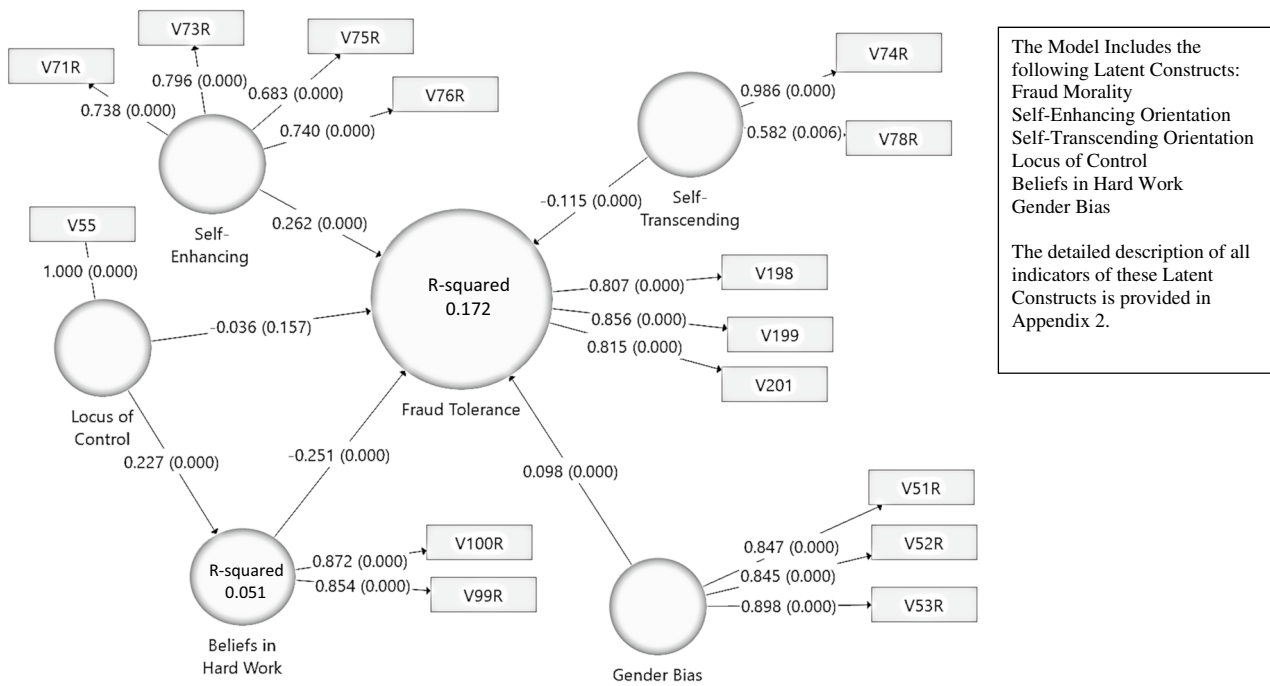 V71R
V73R
V75R
V76R
0.738 (0.000)
0.796 (0.000)
0.683 (0.000)
0.740 (0.000)
Self-
Enhancing
0.262 (0.000)
V74R
V78R
0.986 (0.000)
0.582 (0.006)
Self-
Transcending
-0.115 (0.000)
V55
1.000 (0.000)
Locus of
Control
-0.036 (0.157)
0.227 (0.000)
R-squared
0.172
Fraud Tolerance
0.807 (0.000)
V198
0.856 (0.000)
V199
0.815 (0.000)
V201
-0.251 (0.000)
R-squared
0.051
Beliefs in
Hard Work
0.872 (0.000)
V100R
0.854 (0.000)
V99R
0.098 (0.000)
Gender Bias
0.847 (0.000)
V51R
0.845 (0.000)
V52R
0.898 (0.000)
V53R
The Model Includes the
following Latent Constructs:
Fraud Morality
Self-Enhancing Orientation
Self-Transcending Orientation
Locus of Control
Beliefs in Hard Work
Gender Bias
The detailed description of all
indicators of these Latent
Constructs is provided in
Appendix 2.